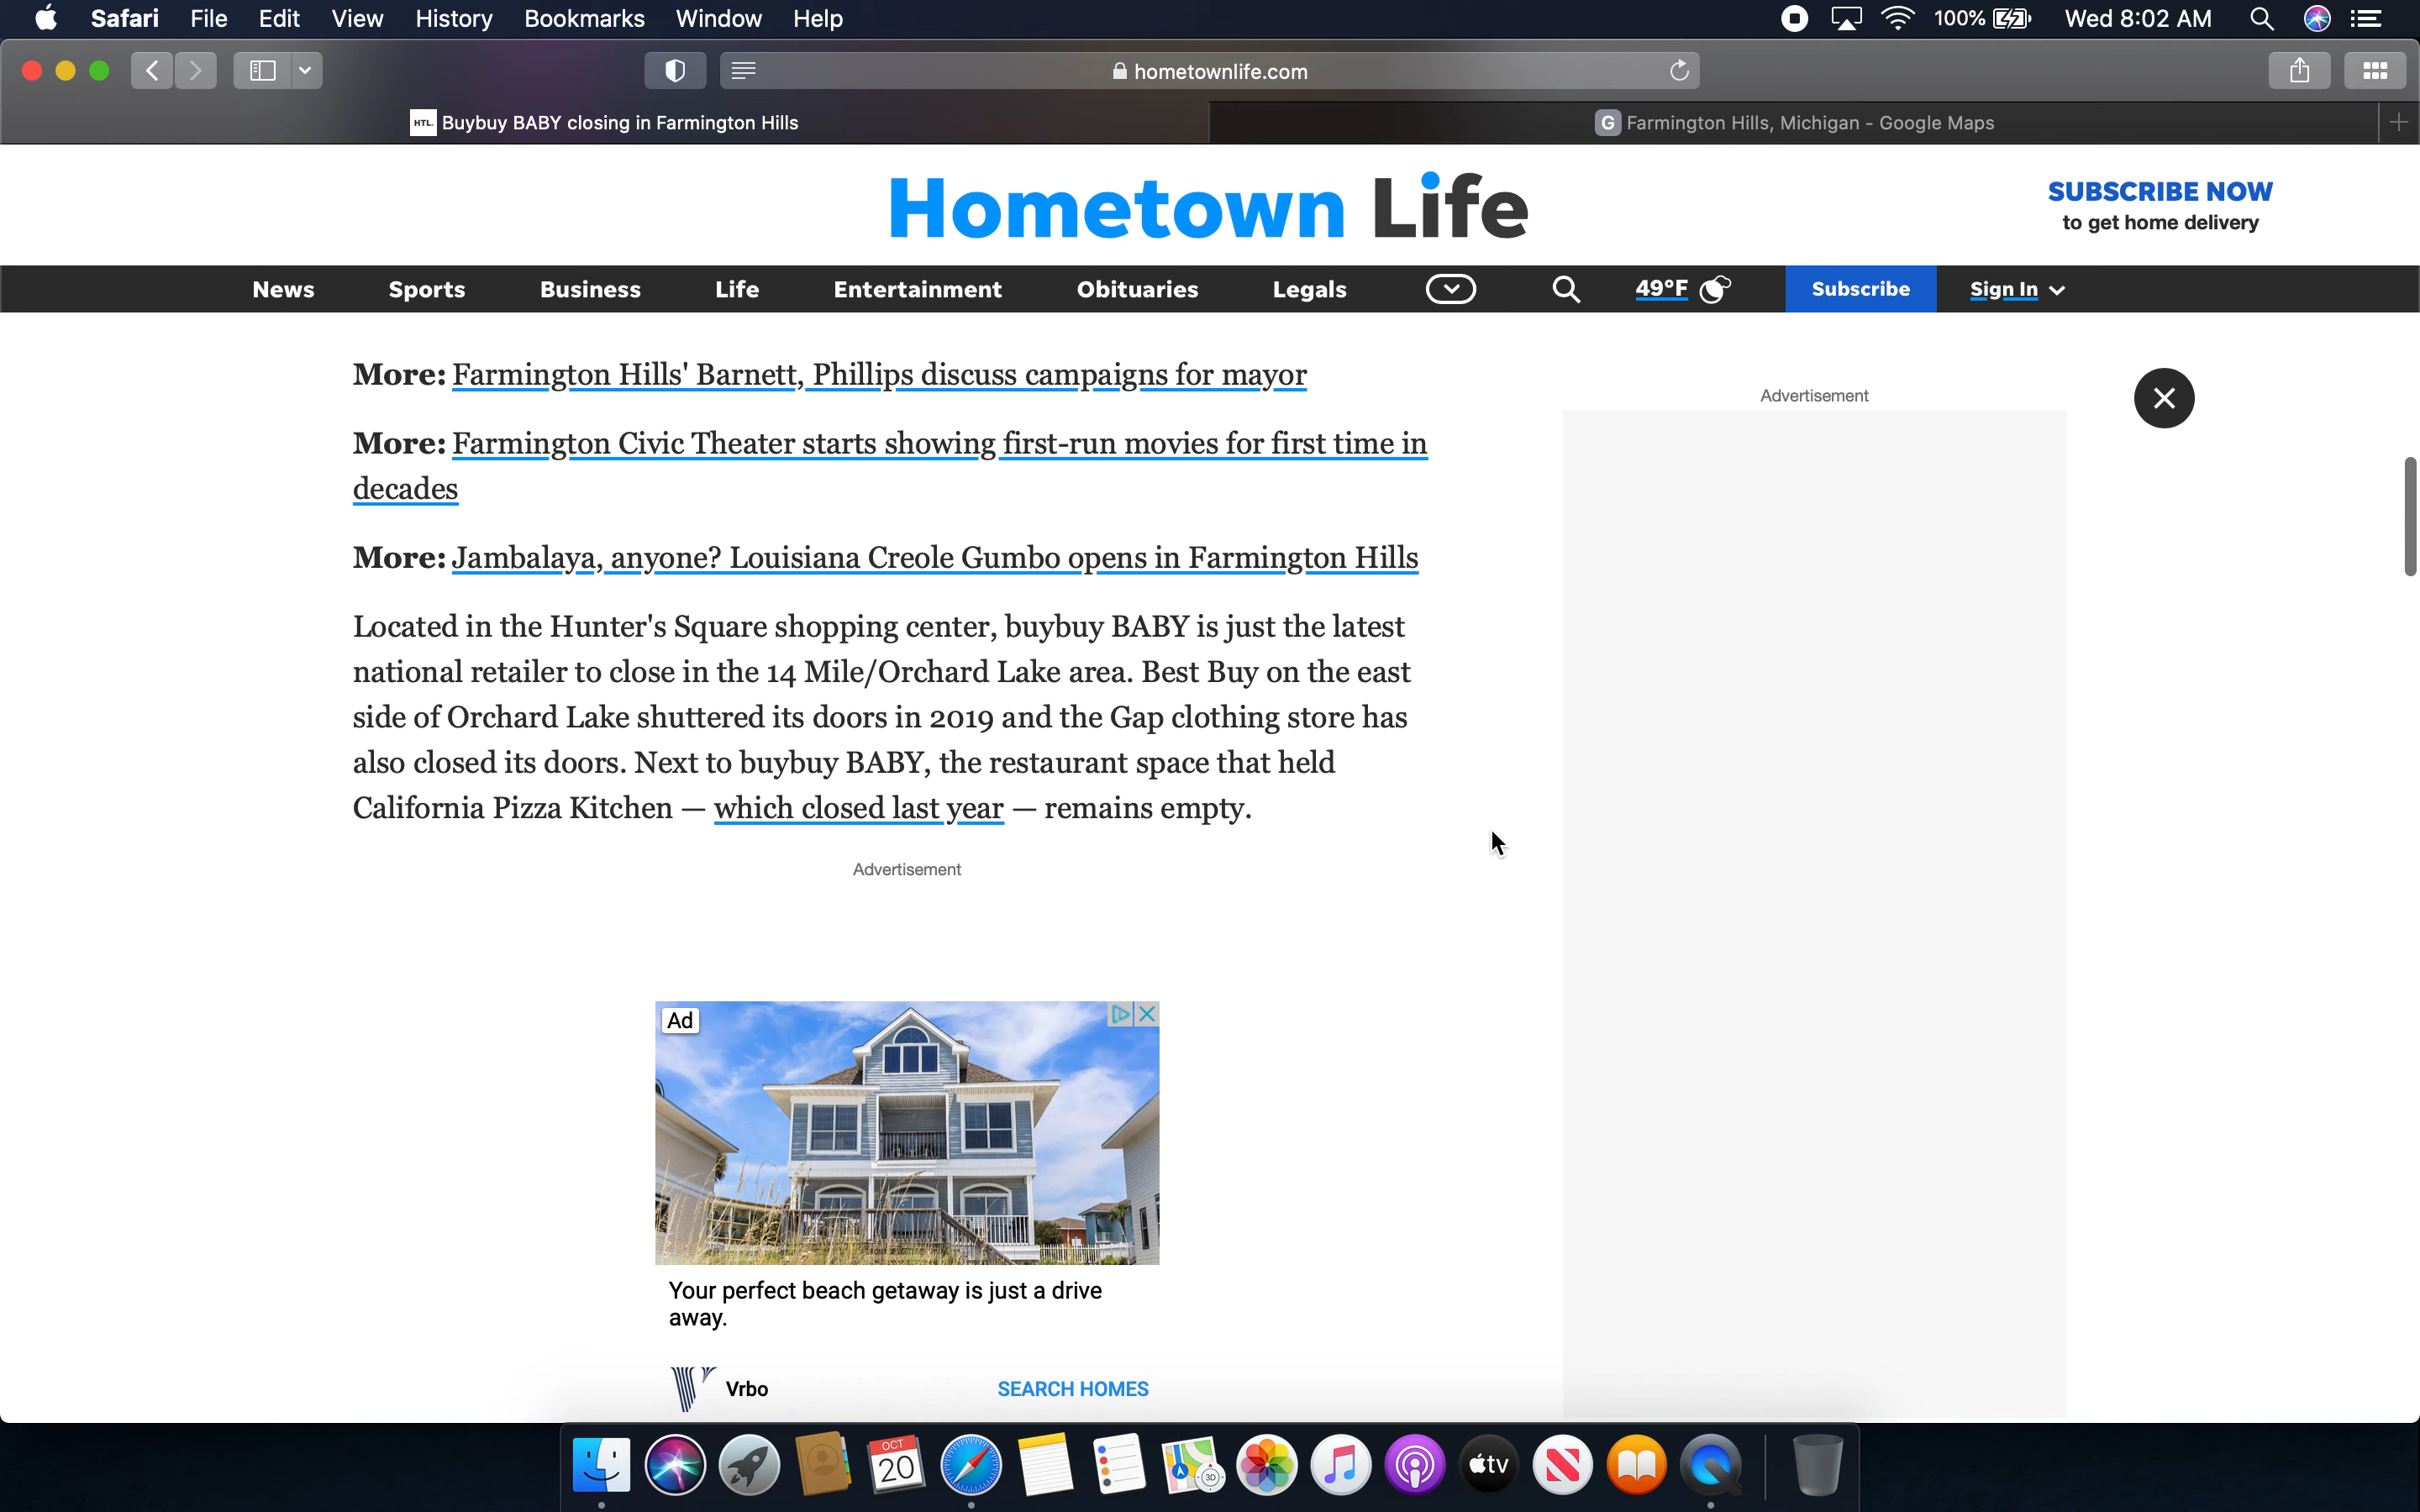 Safari File Edit View History Bookmarks Window Help 100% Wed 8:02 AM
hometownlife.com
HTL. Buybuy BABY closing in Farmington Hills
G Farmington Hills, Michigan - Google Maps
Hometown Life
SUBSCRIBE NOW
to get home delivery
News Sports Business Life Entertainment Obituaries Legals 49°F Subscribe Sign In
More: Farmington Hills' Barnett, Phillips discuss campaigns for mayor
More: Farmington Civic Theater starts showing first-run movies for first time in
decades
More: Jambalaya, anyone? Louisiana Creole Gumbo opens in Farmington Hills
Located in the Hunter's Square shopping center, buybuy BABY is just the latest
national retailer to close in the 14 Mile/Orchard Lake area. Best Buy on the east
side of Orchard Lake shuttered its doors in 2019 and the Gap clothing store has
also closed its doors. Next to buybuy BABY, the restaurant space that held
California Pizza Kitchen — which closed last year — remains empty.
Advertisement
Advertisement
Ad
Your perfect beach getaway is just a drive
away.
Vrbo SEARCH HOMES
OCT
20
3D
tv